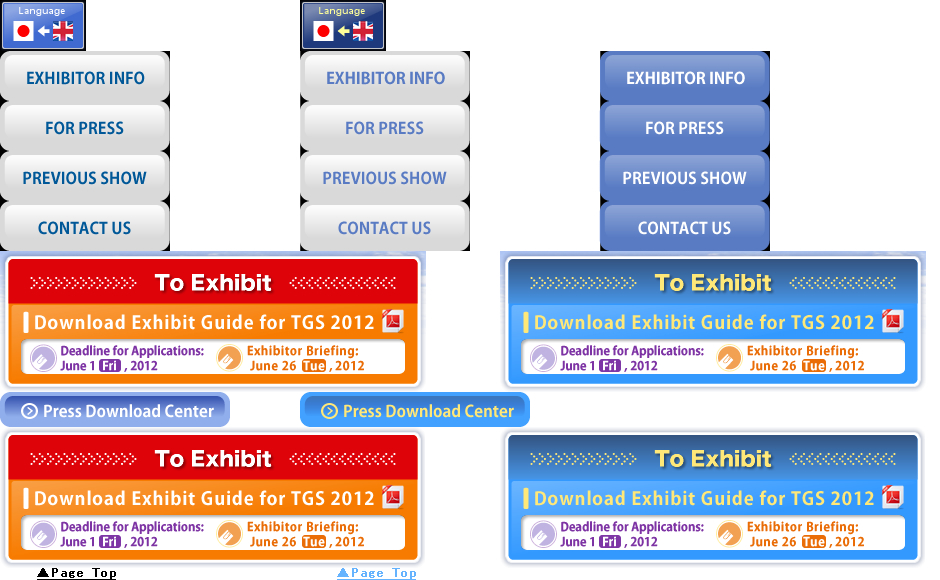 Language
Language
EXHIBITOR INFO
EXHIBITOR INFO
EXHIBITOR INFO
FOR PRESS
FOR PRESS
FOR PRESS
PREVIOUS SHOW
PREVIOUS SHOW
PREVIOUS SHOW
CONTACT US
CONTACT US
CONTACT US
To Exhibit
Download Exhibit Guide for TGS 2012
Deadline for Applications:
June 1 Fri , 2012
Exhibitor Briefing:
June 26 Tue , 2012
To Exhibit
Download Exhibit Guide for TGS 2012
Deadline for Applications:
June 1 Fri , 2012
Exhibitor Briefing:
June 26 Tue , 2012
Press Download Center
Press Download Center
To Exhibit
Download Exhibit Guide for TGS 2012
Deadline for Applications:
June 1 Fri , 2012
Exhibitor Briefing:
June 26 Tue , 2012
To Exhibit
Download Exhibit Guide for TGS 2012
Deadline for Applications:
June 1 Fri , 2012
Exhibitor Briefing:
June 26 Tue , 2012
▲Page Top
▲Page Top